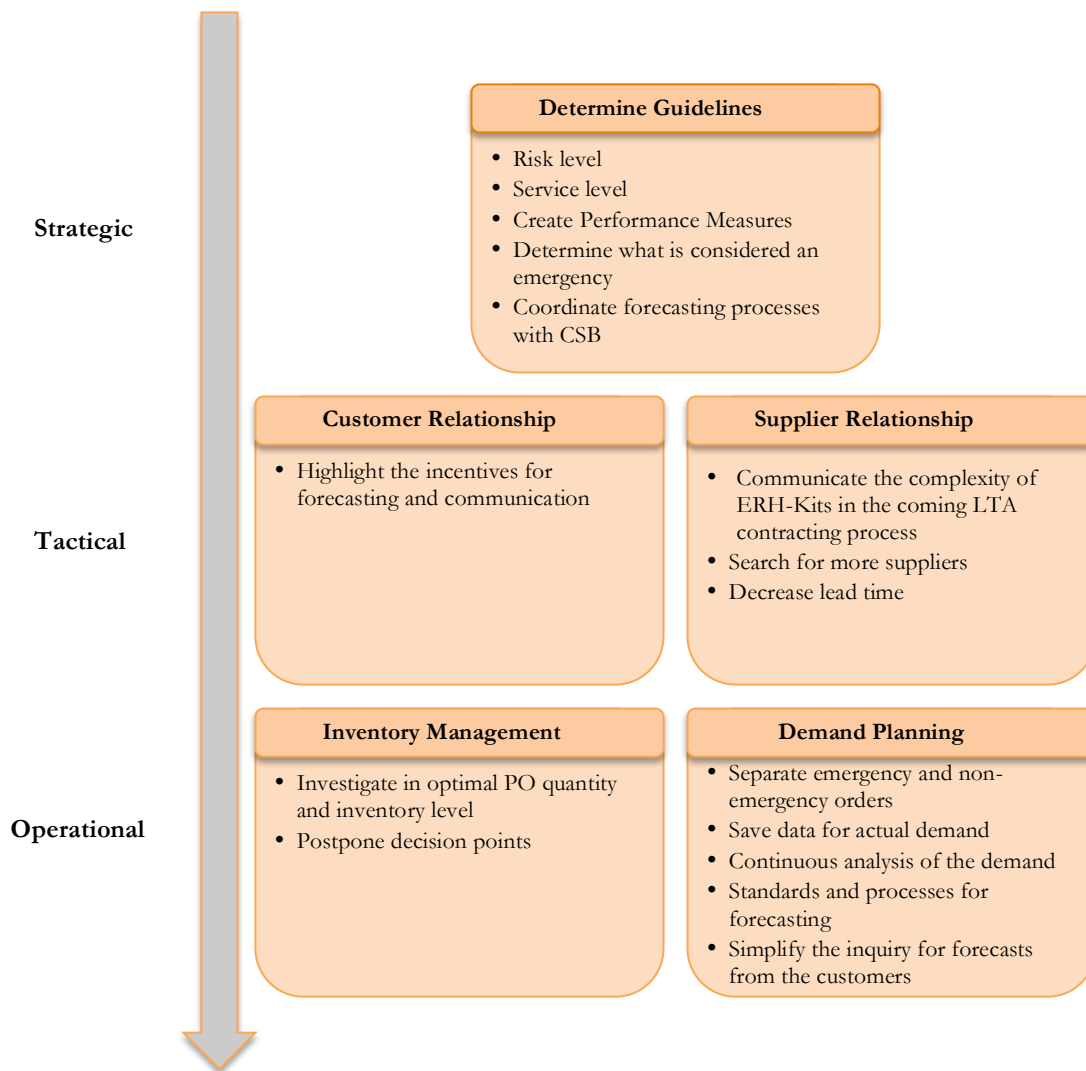 Determine Guidelines
• Risk level
• Service level
• Create Performance Measures
• Determine what is considered an
emergency
• Coordinate forecasting processes
with CSB
Strategic
Customer Relationship
• Highlight the incentives for
forecasting and communication
Supplier Relationship
• Communicate the complexity of
ERH-Kits in the coming LTA
contracting process
• Search for more suppliers
• Decrease lead time
Tactical
Inventory Management
• Investigate in optimal PO quantity
and inventory level
• Postpone decision points
Demand Planning
• Separate emergency and non-
emergency orders
• Save data for actual demand
• Continuous analysis of the demand
• Standards and processes for
forecasting
• Simplify the inquiry for forecasts
from the customers
Operational